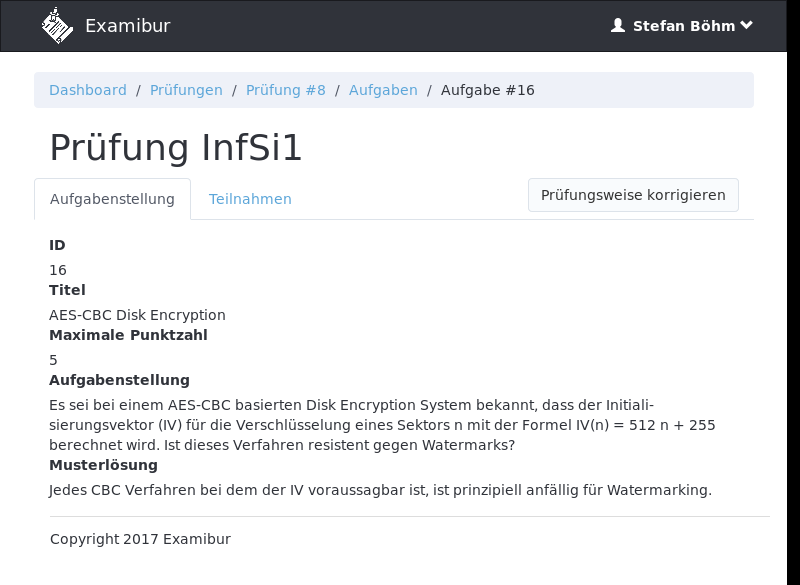 Examibur
Stefan Böhm
Dashboard / Prüfungen / Prüfung #8 / Aufgaben / Aufgabe #16
Prüfung InfSi1
Aufgabenstellung Teilnahmen Prüfungsweise korrigieren
ID
16
Titel
AES-CBC Disk Encryption
Maximale Punktzahl
5
Aufgabenstellung
Es sei bei einem AES-CBC basierten Disk Encryption System bekannt, dass der Initiali-
sierungsvektor (IV) für die Verschlüsselung eines Sektors n mit der Formel IV(n) = 512 n + 255
berechnet wird. Ist dieses Verfahren resistent gegen Watermarks?
Musterlösung
Jedes CBC Verfahren bei dem der IV voraussagbar ist, ist prinzipiell anfällig für Watermarking.
Copyright 2017 Examibur